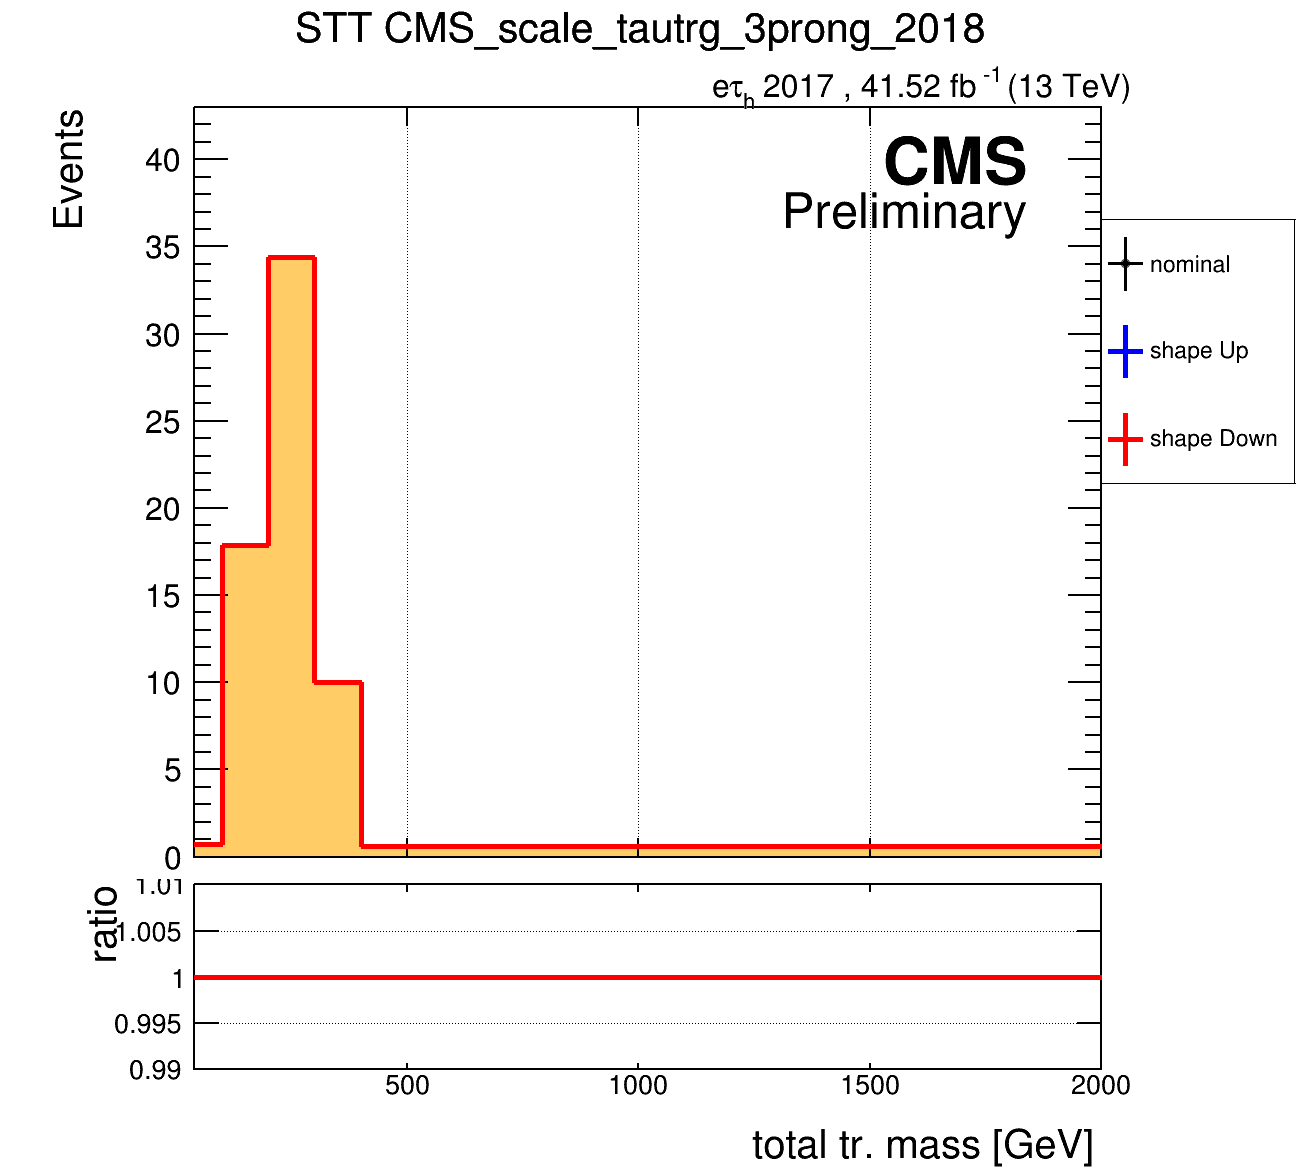 STT CMS_scale_tautrg_3prong_2018
eτh 2017 , 41.52 fb -1 (13 TeV)
Events
CMS
Preliminary
40
35
30
25
20
15
10
5
0
nominal
shape Up
shape Down
ratio
1.01
1.005
1
0.995
0.99
500
1000
1500
2000
total tr. mass [GeV]